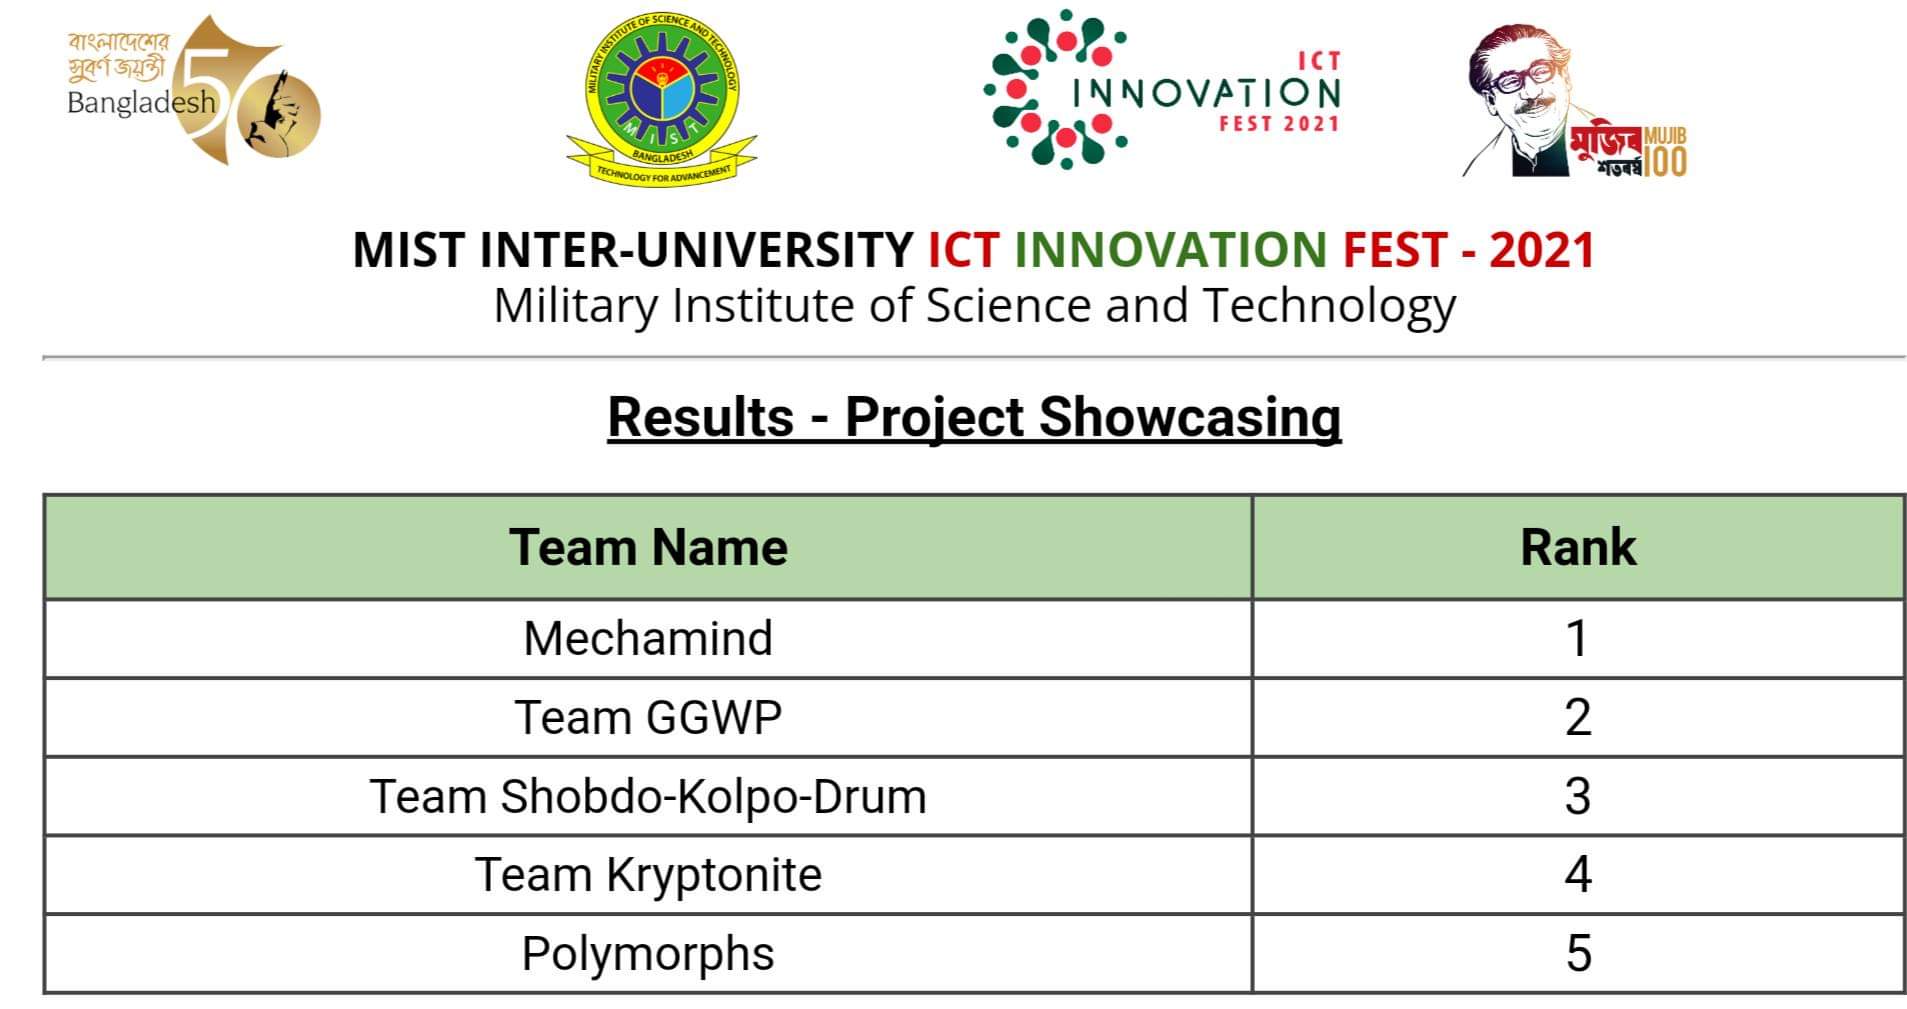 বাংলাদেশের
সুবর্ণ জয়ন্তী
Bangladesh
50
MILITARY INSTITUTE OF SCIENCE AND TECHNOLOGY
MIST
BANGLADESH
TECHNOLOGY FOR ADVANCEMENT
ICT
INNOVATION
FEST 2021
মুজিব MUJIB
শতবর্ষ 100
MIST INTER-UNIVERSITY ICT INNOVATION FEST - 2021
Military Institute of Science and Technology
Results - Project Showcasing
Team Name Rank
Mechamind 1
Team GGWP 2
Team Shobdo-Kolpo-Drum 3
Team Kryptonite 4
Polymorphs 5